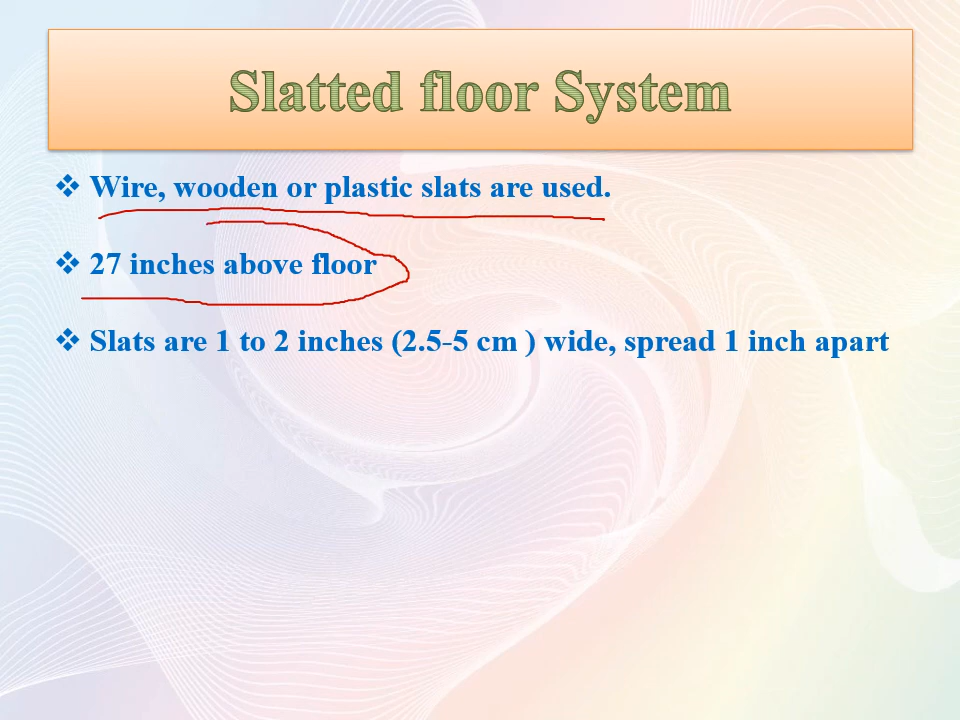 Slatted floor System
❖ Wire, wooden or plastic slats are used.
❖ 27 inches above floor
❖ Slats are 1 to 2 inches (2.5-5 cm ) wide, spread 1 inch apart